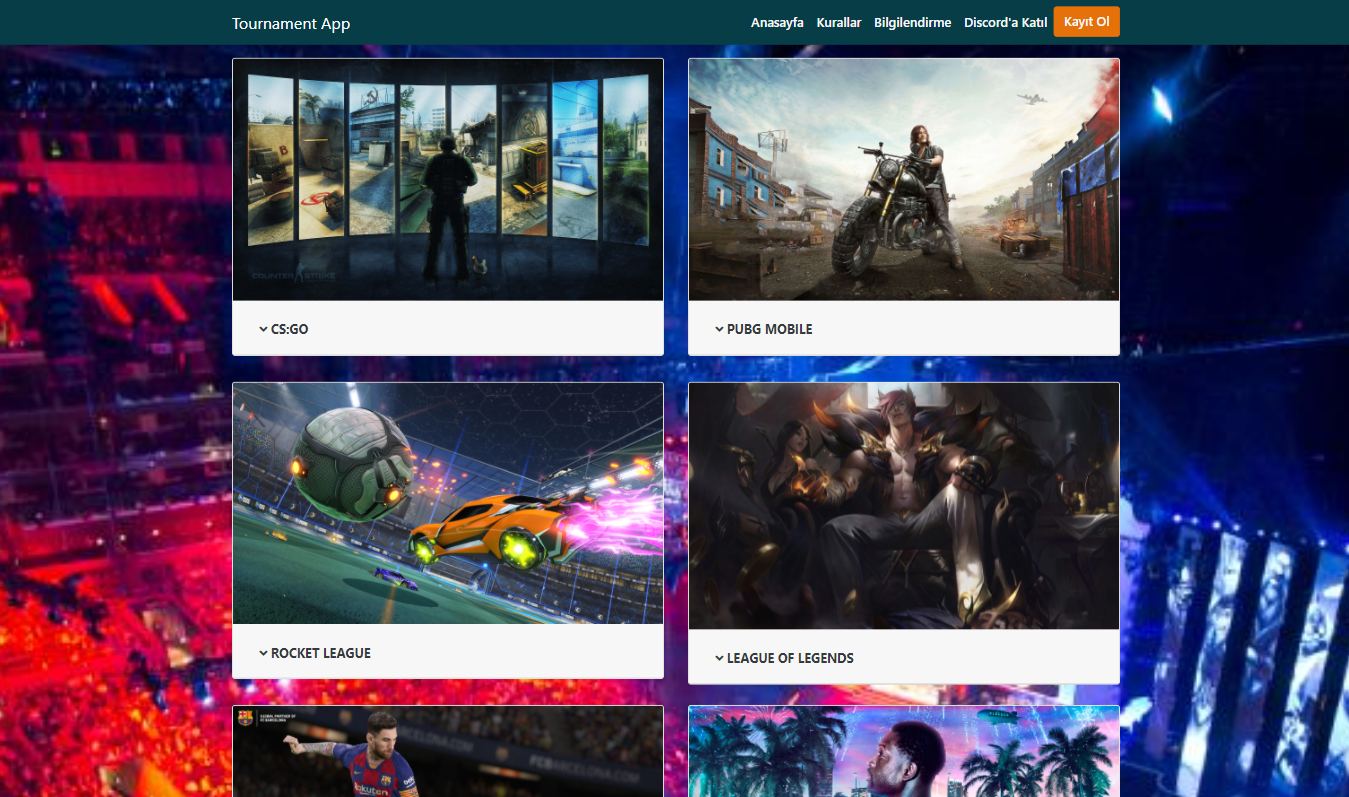 Tournament App
Anasayfa Kurallar Bilgilendirme Discord'a Katıl Kayıt Ol
COUNTER STRIKE
CS:GO
PUBG MOBILE
ROCKET LEAGUE
LEAGUE OF LEGENDS
GLOBAL PARTNER OF
FC BARCELONA
FCBARCELONA.COM
Rakuten